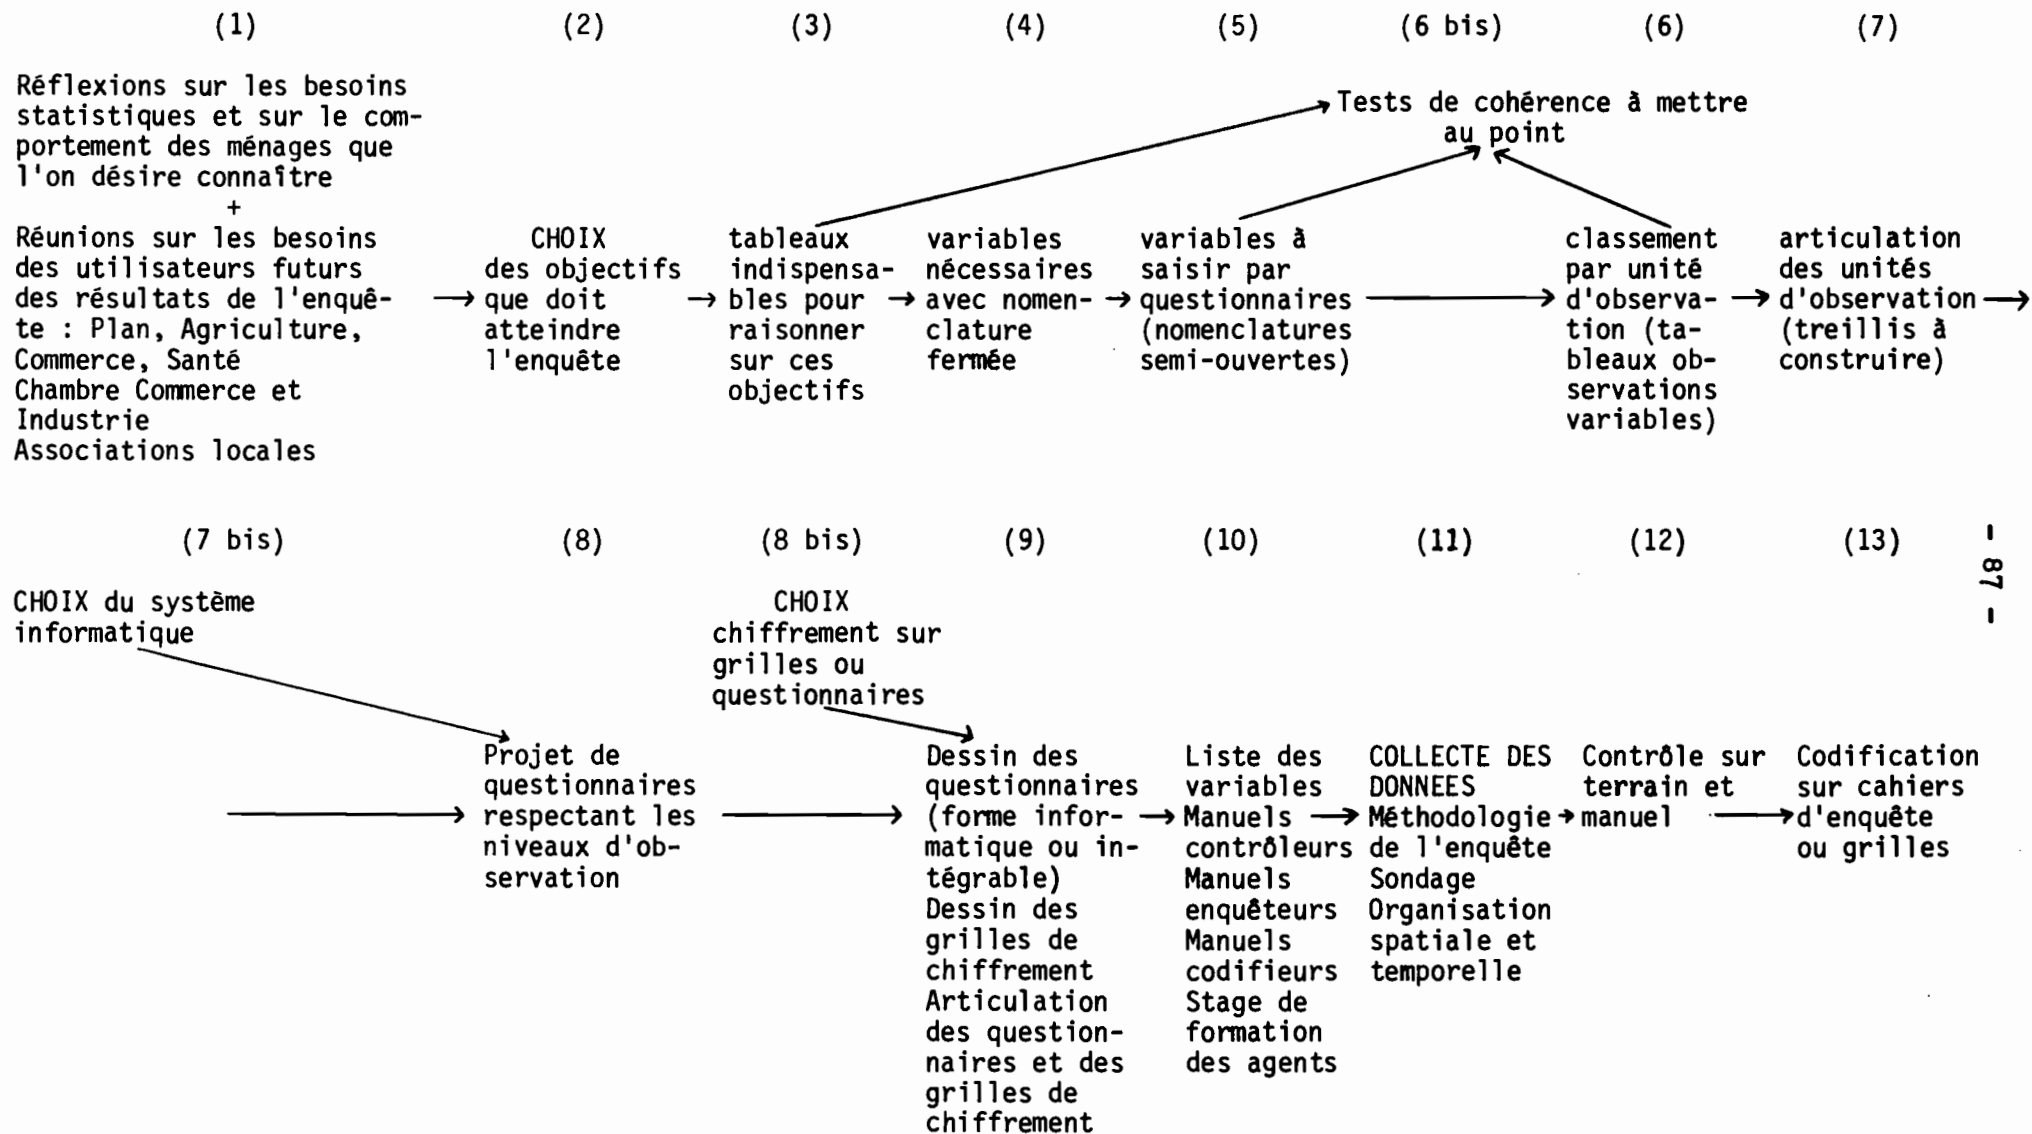 (1) (2) (3) (4) (5) (6 bis) (6) (7)
Réflexions sur les besoins
statistiques et sur le com-
portement des ménages que
l'on désire connaître
+
Réunions sur les besoins
des utilisateurs futurs
des résultats de l'enquê-
te : Plan, Agriculture,
Commerce, Santé
Chambre Commerce et
Industrie
Associations locales
CHOIX
des objectifs
que doit
atteindre
l'enquête
tableaux
indispensa-
bles pour
raisonner
sur ces
objectifs
variables
nécessaires
avec nomen-
clature
fermée
variables à
saisir par
questionnaires
(nomenclatures
semi-ouvertes)
Tests de cohérence à mettre
au point
classement
par unité
d'observa-
tion (ta-
bleaux ob-
servations
variables)
articulation
des unités
d'observation
(treillis à
construire)
(7 bis) (8) (8 bis) (9) (10) (11) (12) (13)
CHOIX du système
informatique
Projet de
questionnaires
respectant les
niveaux d'ob-
servation
CHOIX
chiffrement sur
grilles ou
questionnaires
Dessin des
questionnaires
(forme infor-
matique ou in-
tégrable)
Dessin des
grilles de
chiffrement
Articulation
des question-
naires et des
grilles de
chiffrement
Liste des
variables
Manuels
contrôleurs
Manuels
enquêteurs
Manuels
codifieurs
Stage de
formation
des agents
COLLECTE DES
DONNEES
Méthodologie
de l'enquête
Sondage
Organisation
spatiale et
temporelle
Contrôle sur
terrain et
manuel
Codification
sur cahiers
d'enquête
ou grilles
- 87 -